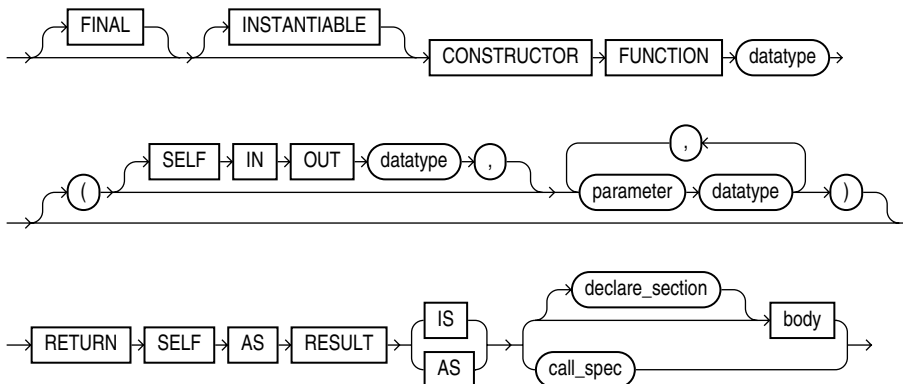 FINAL INSTANTIABLE
CONSTRUCTOR FUNCTION datatype
,
SELF IN OUT datatype ,
( parameter datatype )
declare_section
IS
RETURN SELF AS RESULT body
AS call_spec